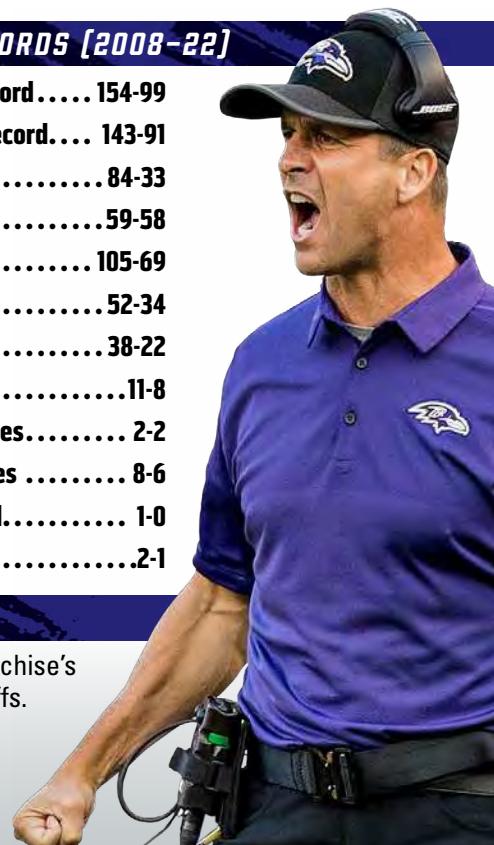 ORDS (2008–22)
ord..... 154-99
ecord.... 143-91
.......... 84-33
.......... 59-58
.......... 105-69
.......... 52-34
.......... 38-22
............11-8
es......... 2-2
es ......... 8-6
l........... 1-0
.............2-1
chise's
ffs.
BOSE